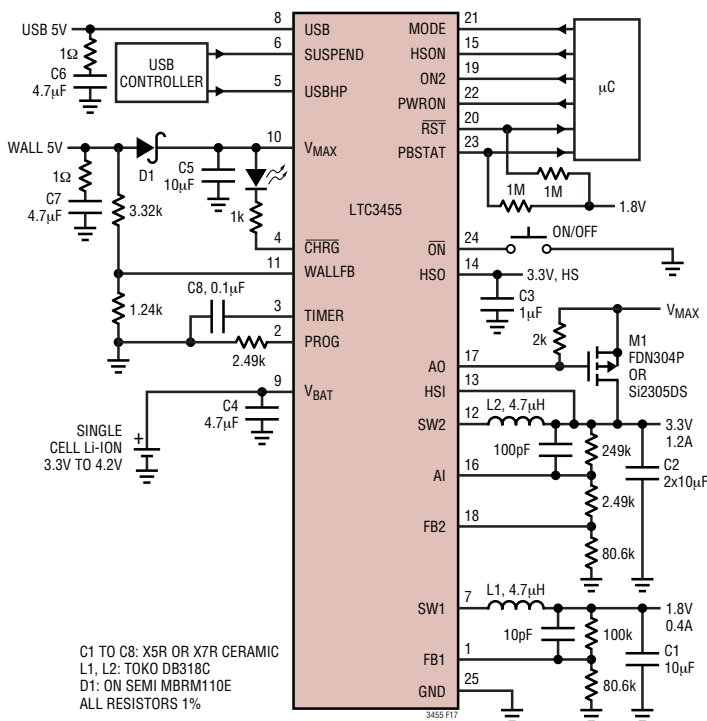 USB 5V
1Ω
C6
4.7µF
USB
CONTROLLER
8
USB
6
SUSPEND
5
USBHP
WALL 5V
1Ω
C7
4.7µF
3.32k
1.24k
D1
C5
10µF
1k
10
VMAX
4
CHRG
11
WALLFB
C8, 0.1µF
3
TIMER
2
PROG
2.49k
9
VBAT
C4
4.7µF
SINGLE
CELL Li-ION
3.3V TO 4.2V
+
LTC3455
MODE
21
HSON
15
ON2
19
PWRON
22
RST
20
PBSTAT
23
µC
1M
1M
1.8V
ON
24
ON/OFF
HSO
14
3.3V, HS
C3
1µF
VMAX
2k
M1
FDN304P
OR
Si2305DS
AO
17
HSI
13
SW2
12
L2, 4.7µH
3.3V
1.2A
100pF
249k
C2
2x10µF
AI
16
2.49k
FB2
18
80.6k
SW1
7
L1, 4.7µH
1.8V
0.4A
10pF
100k
C1
10µF
FB1
1
80.6k
GND
25
C1 TO C8: X5R OR X7R CERAMIC
L1, L2: TOKO DB318C
D1: ON SEMI MBRM110E
ALL RESISTORS 1%
3455 F17